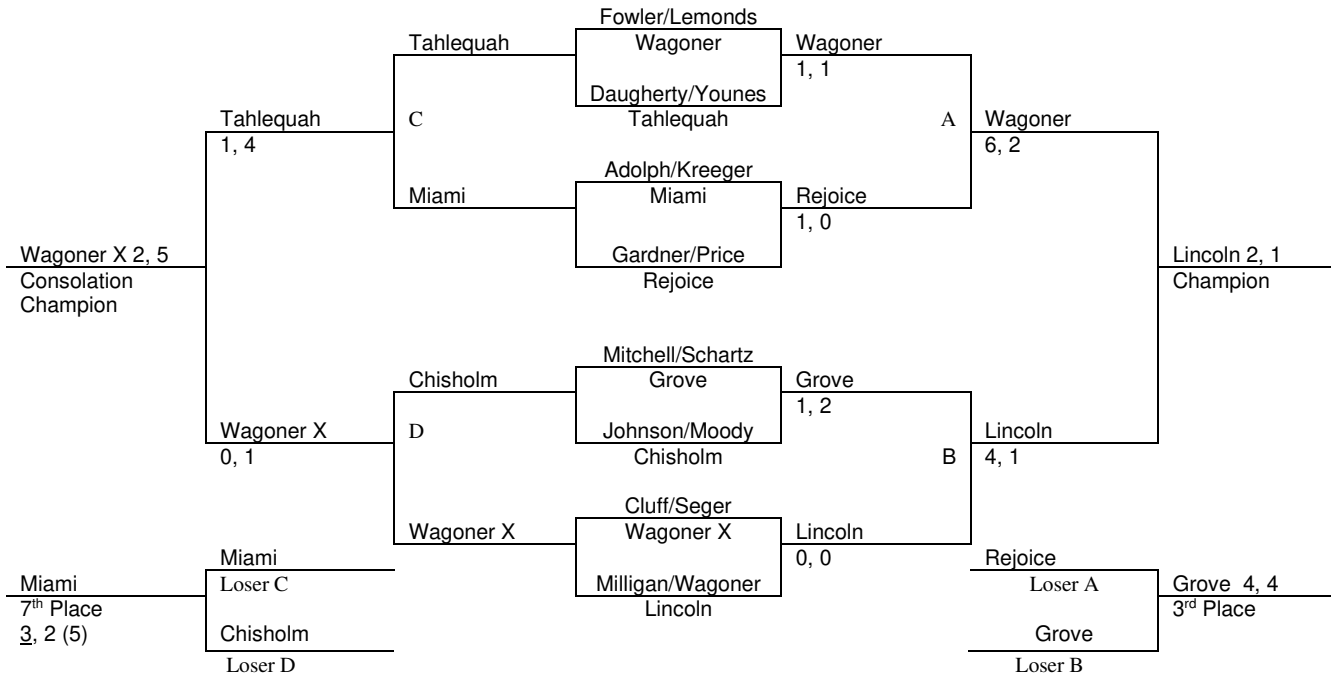 Fowler/Lemonds
Tahlequah
Wagoner
Wagoner
1, 1
Daugherty/Younes
Tahlequah
C
Tahlequah
A
Wagoner
1, 4
6, 2
Adolph/Kreeger
Miami
Miami
Rejoice
1, 0
Wagoner X 2, 5
Gardner/Price
Lincoln 2, 1
Consolation
Champion
Rejoice
Champion
Mitchell/Schartz
Chisholm
Grove
Grove
1, 2
Wagoner X
D
Johnson/Moody
Lincoln
0, 1
Chisholm
B
4, 1
Cluff/Seger
Wagoner X
Wagoner X
Lincoln
0, 0
Miami
Rejoice
Miami
Loser C
Milligan/Wagoner
Loser A
Grove 4, 4
7th Place
Lincoln
3rd Place
3, 2 (5)
Chisholm
Grove
Loser D
Loser B